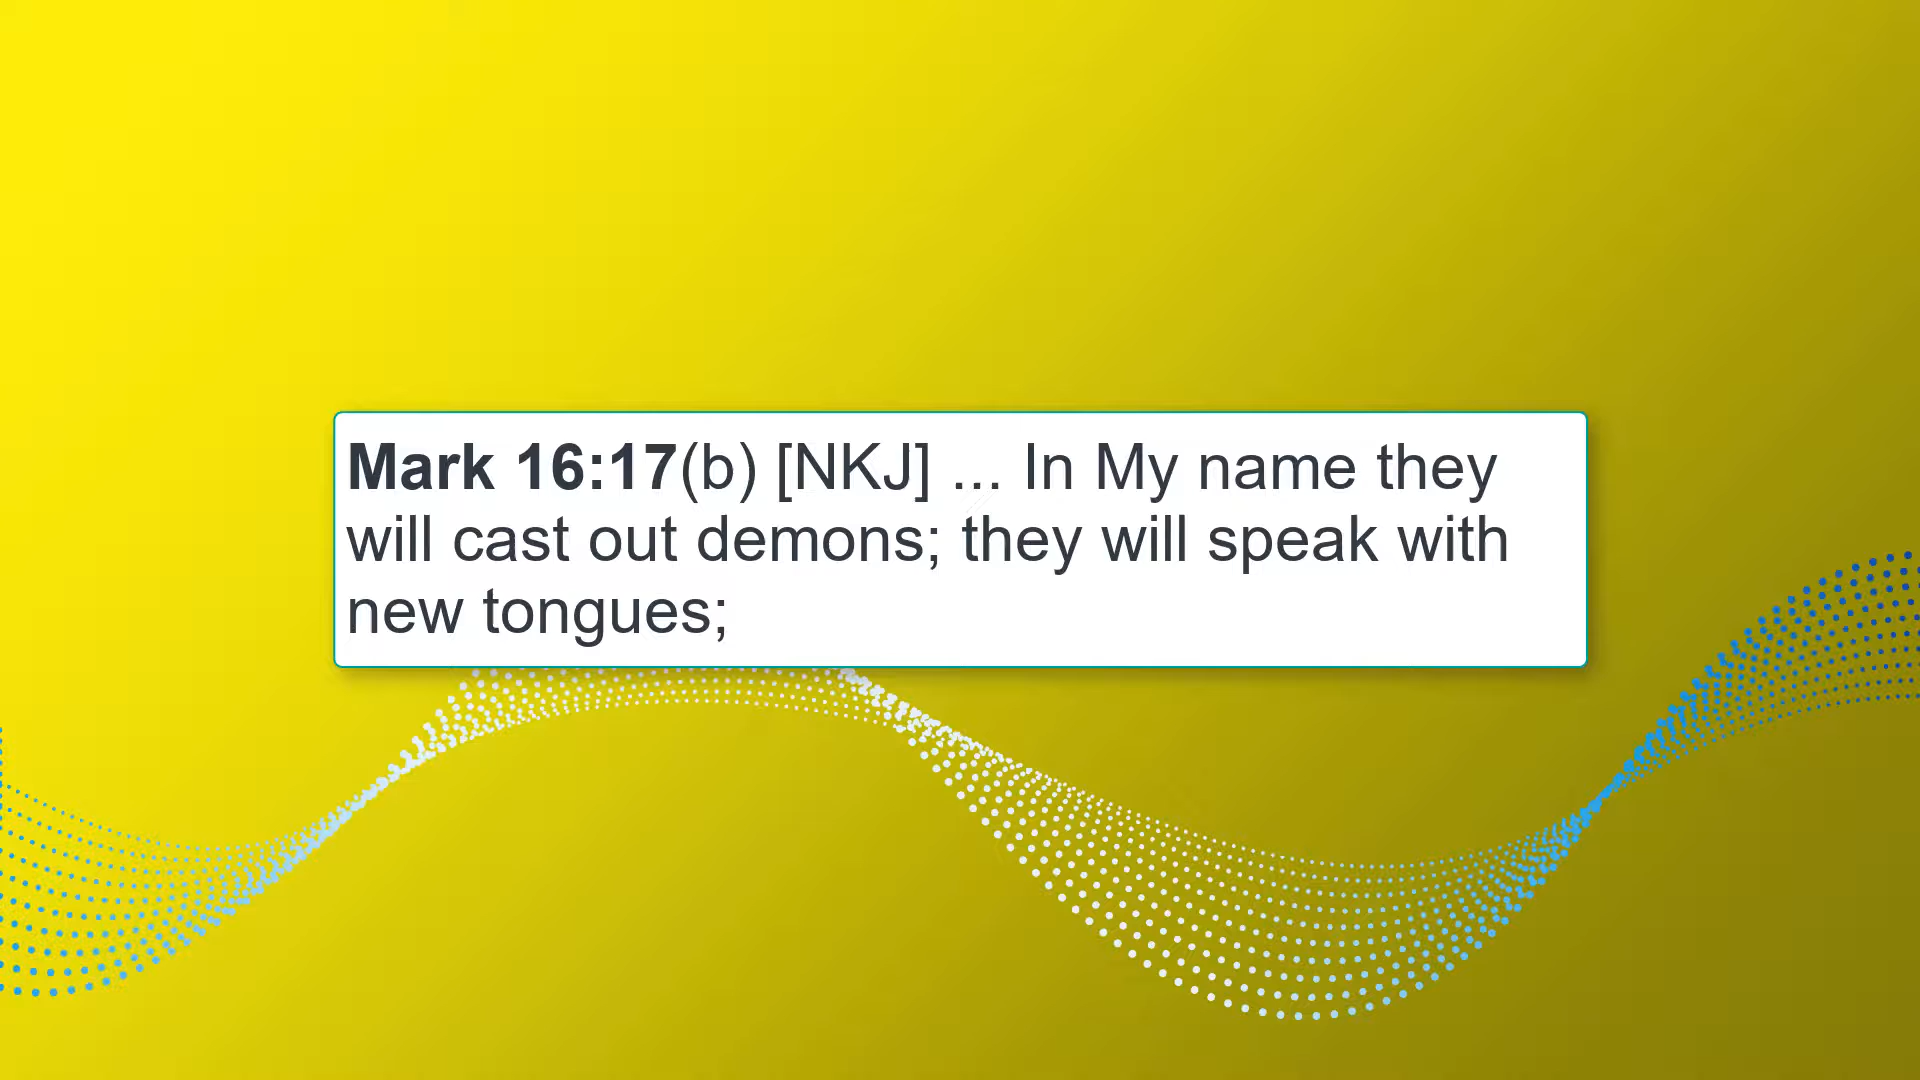 Mark 16:17(b) [NKJ] ... In My name they
will cast out demons; they will speak with
new tongues;